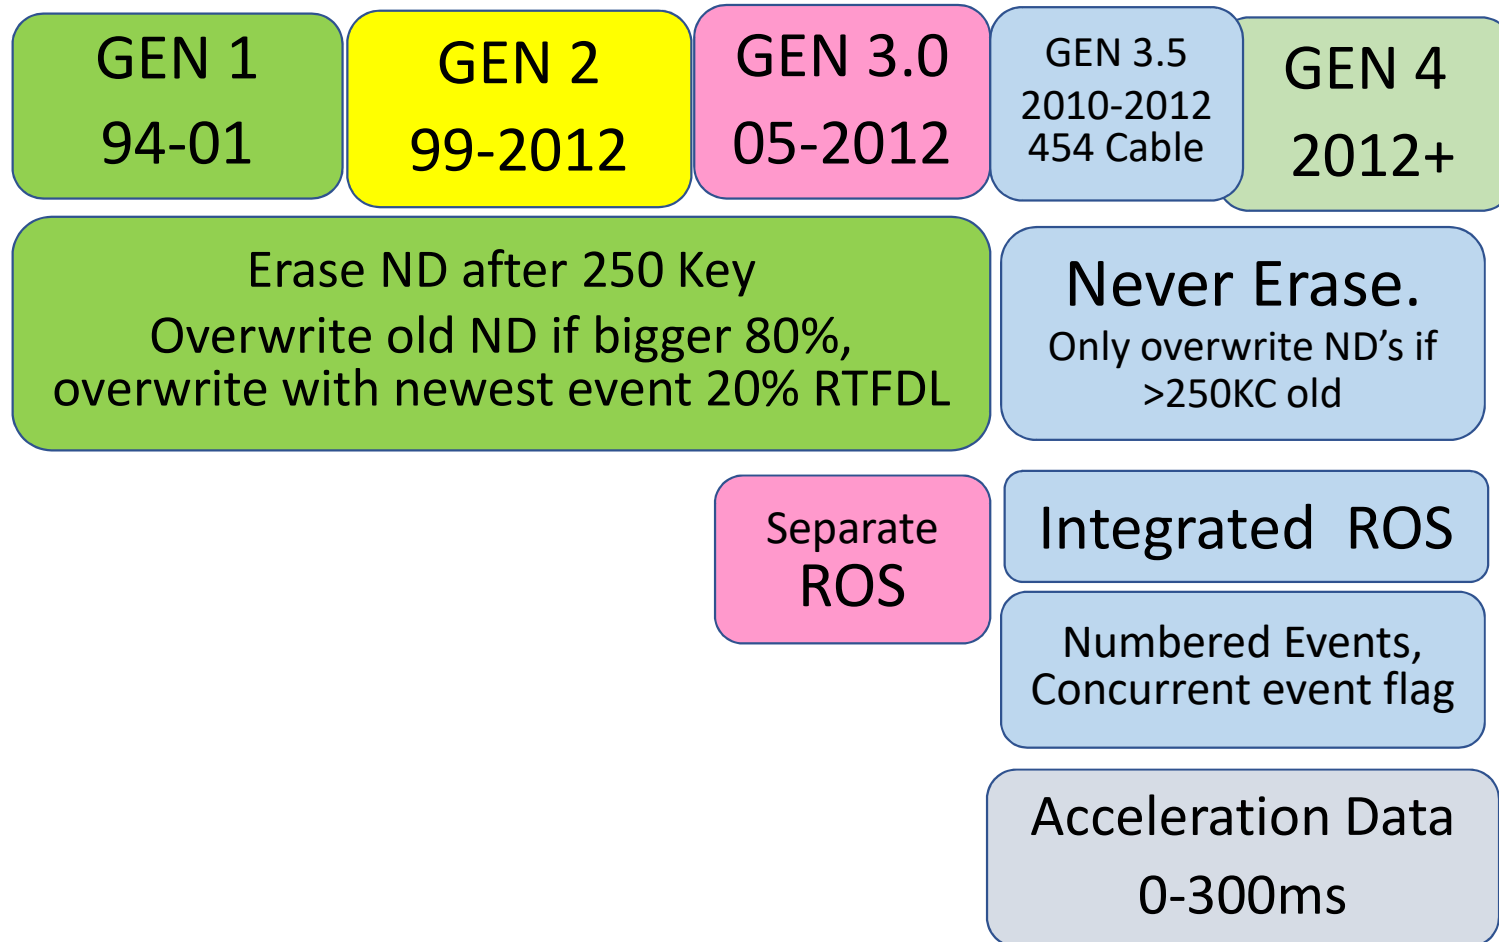 GEN 1
94-01
GEN 2
99-2012
GEN 3.0
05-2012
GEN 3.5
2010-2012
454 Cable
GEN 4
2012+
Erase ND after 250 Key
Overwrite old ND if bigger 80%,
overwrite with newest event 20% RTFDL
Never Erase.
Only overwrite ND’s if
>250KC old
Separate
ROS
Integrated  ROS
Numbered Events,
Concurrent event flag
Acceleration Data
0-300ms